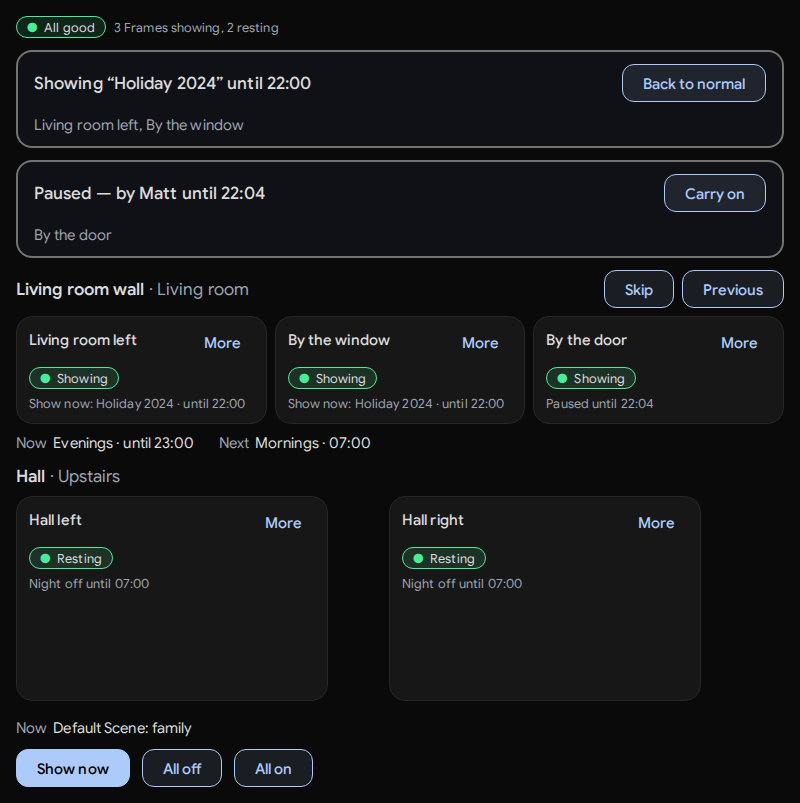 All good 3 Frames showing, 2 resting
Showing “Holiday 2024” until 22:00
Back to normal
Living room left, By the window
Paused — by Matt until 22:04
Carry on
By the door
Living room wall · Living room
Skip
Previous
Living room left
More
Showing
Show now: Holiday 2024 · until 22:00
By the window
More
Showing
Show now: Holiday 2024 · until 22:00
By the door
More
Showing
Paused until 22:04
Now Evenings · until 23:00 Next Mornings · 07:00
Hall · Upstairs
Hall left
More
Resting
Night off until 07:00
Hall right
More
Resting
Night off until 07:00
Now Default Scene: family
Show now
All off
All on